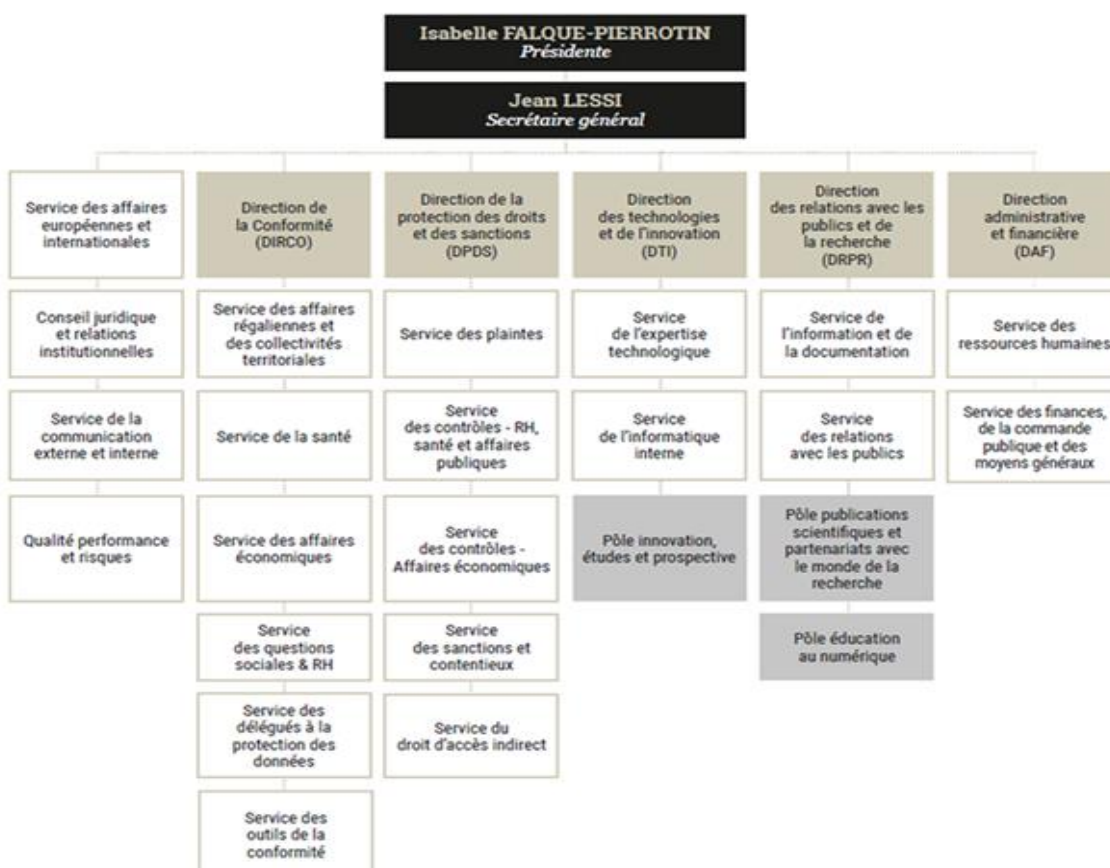 Isabelle FALQUE-PIERROTIN
Présidente
Jean LESSI
Secrétaire général
Service des affaires
européennes et
internationales
Conseil juridique
et relations
institutionnelles
Service de la
communication
externe et interne
Qualité performance
et risques
Direction de
la Conformité
(DIRCO)
Service des affaires
régaliennes et
des collectivités
territoriales
Service de la santé
Service des affaires
économiques
Service
des questions
sociales & RH
Service des
délégués à la
protection des
données
Service des
outils de la
conformité
Direction de la
protection des droits
et des sanctions
(DPDS)
Service des plaintes
Service
des contrôles - RH,
santé et affaires
publiques
Service
des contrôles -
Affaires économiques
Service
des sanctions et
contentieux
Service du
droit d'accès indirect
Direction
des technologies
et de l'innovation
(DTI)
Service
de l'expertise
technologique
Service
de l'informatique
interne
Pôle innovation,
études et prospective
Direction
des relations avec les
publics et de
la recherche
(DRPR)
Service de
l'information et de
la documentation
Service
des relations
avec les publics
Pôle publications
scientifiques et
partenariats avec
le monde de la
recherche
Pôle éducation
au numérique
Direction
administrative
et financière
(DAF)
Service des
ressources humaines
Service des finances,
de la commande
publique et des
moyens généraux